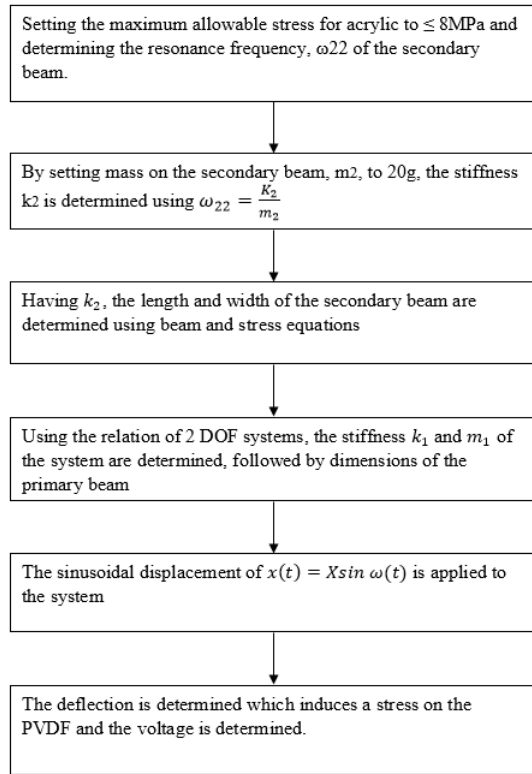 Setting the maximum allowable stress for acrylic to ≤ 8MPa and
determining the resonance frequency, ω22 of the secondary
beam.
By setting mass on the secondary beam, m2, to 20g, the stiffness
k2 is determined using ω₂₂ = K₂/m₂
Having k₂, the length and width of the secondary beam are
determined using beam and stress equations
Using the relation of 2 DOF systems, the stiffness k₁ and m₁ of
the system are determined, followed by dimensions of the
primary beam
The sinusoidal displacement of x(t) = Xsin ω(t) is applied to
the system
The deflection is determined which induces a stress on the
PVDF and the voltage is determined.